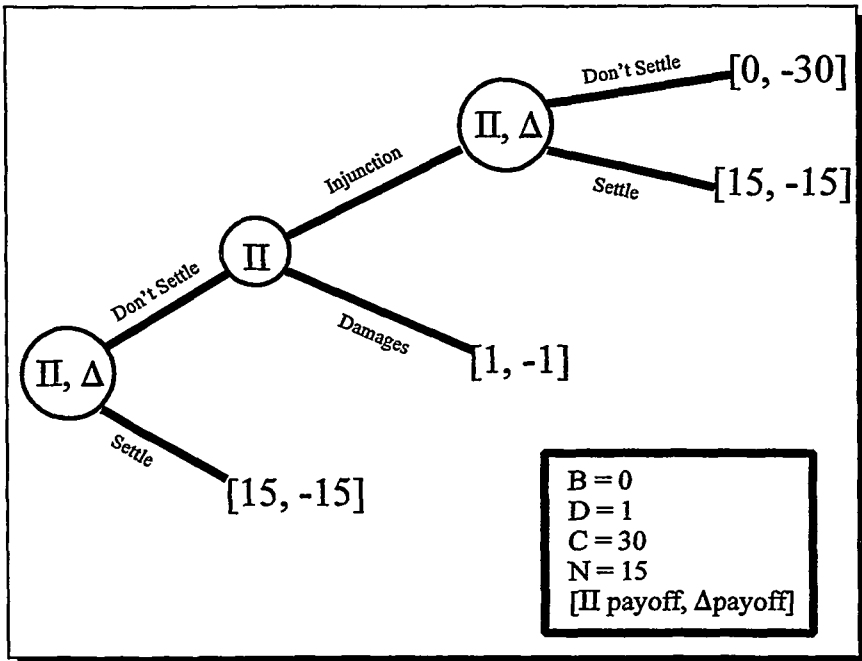 Don't Settle
[0, -30]
Π, Δ
Injunction
Settle
[15, -15]
Π
Don't Settle
Damages
[1, -1]
Π, Δ
Settle
[15, -15]
B = 0
D = 1
C = 30
N = 15
[Π payoff, Δpayoff]